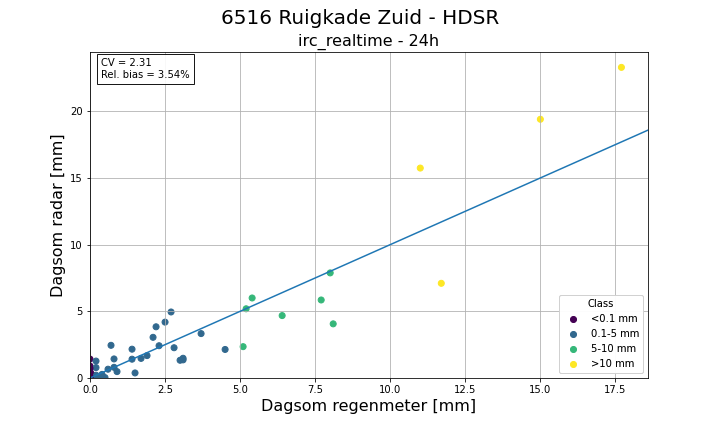 6516 Ruigkade Zuid - HDSR
irc_realtime - 24h
CV = 2.31
Rel. bias = 3.54%
Dagsom radar [mm]
20
15
10
5
0
0.0 2.5 5.0 7.5 10.0 12.5 15.0 17.5
Dagsom regenmeter [mm]
Class
<0.1 mm
0.1-5 mm
5-10 mm
>10 mm